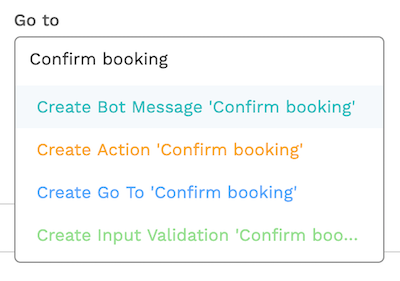 Go to
Confirm booking
Create Bot Message 'Confirm booking'
Create Action 'Confirm booking'
Create Go To 'Confirm booking'
Create Input Validation 'Confirm boo...